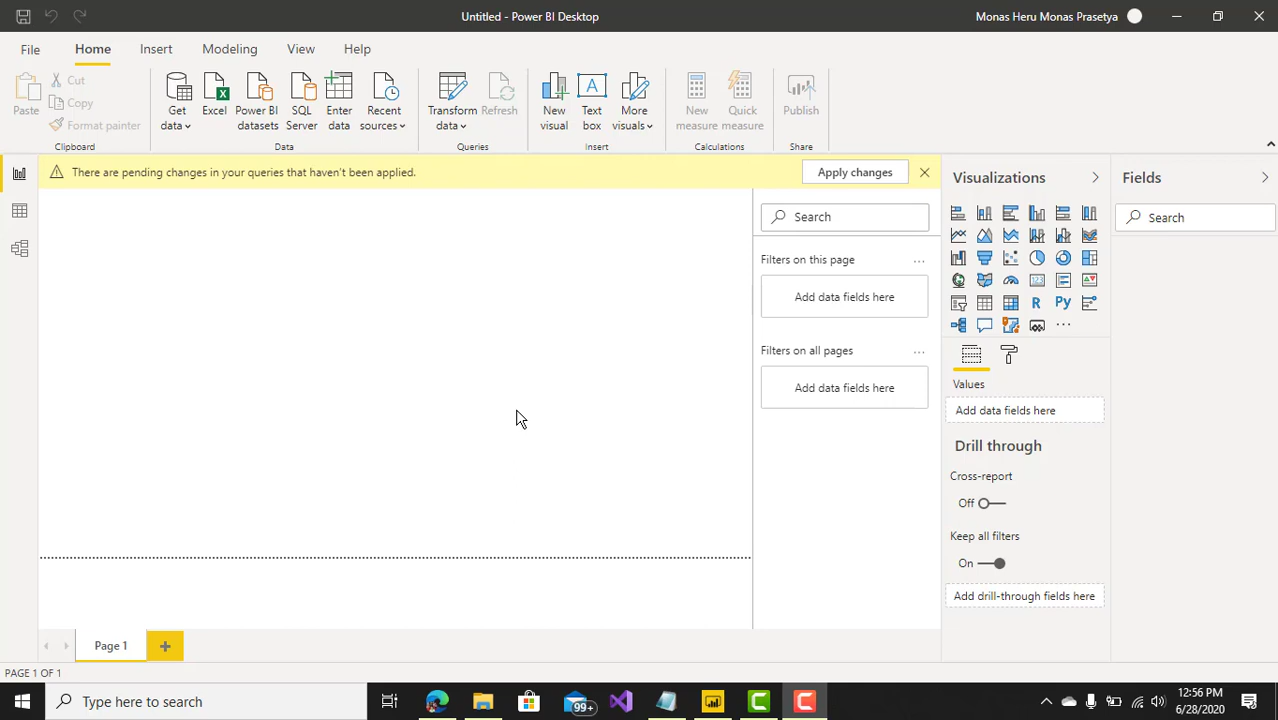 Untitled - Power BI Desktop
Monas Heru Monas Prasetya
File Home Insert Modeling View Help
Paste
Cut
Copy
Format painter
Clipboard
Get data
Excel
Power BI datasets
SQL Server
Enter data
Recent sources
Data
Transform data
Refresh
Queries
New visual
Text box
More visuals
Insert
New measure
Quick measure
Calculations
Publish
Share
There are pending changes in your queries that haven't been applied.
Apply changes
Search
Filters on this page
...
Add data fields here
Filters on all pages
...
Add data fields here
Visualizations
R
Py
...
Values
Add data fields here
Drill through
Cross-report
Off
Keep all filters
On
Add drill-through fields here
Fields
Search
Page 1
PAGE 1 OF 1
Type here to search
99+
12:56 PM
6/28/2020